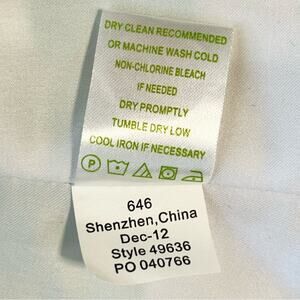 DRY CLEAN RECOMMENDED
OR MACHINE WASH COLD
NON-CHLORINE BLEACH
IF NEEDED
DRY PROMPTLY
TUMBLE DRY LOW
COOL IRON IF NECESSARY
P
646
Shenzhen,China
Dec-12
Style 49636
PO 040766